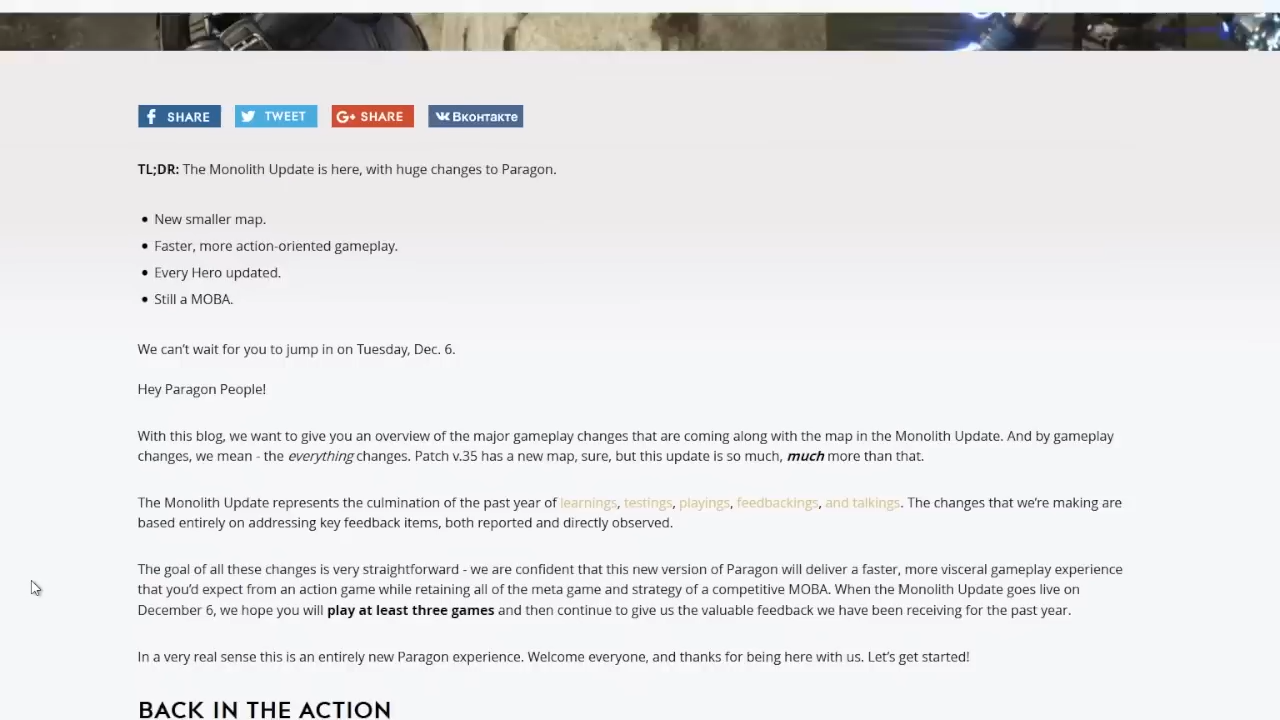 SHARE TWEET G+ SHARE Вконтакте
TL;DR: The Monolith Update is here, with huge changes to Paragon.
• New smaller map.
• Faster, more action-oriented gameplay.
• Every Hero updated.
• Still a MOBA.
We can't wait for you to jump in on Tuesday, Dec. 6.
Hey Paragon People!
With this blog, we want to give you an overview of the major gameplay changes that are coming along with the map in the Monolith Update. And by gameplay
changes, we mean - the everything changes. Patch v.35 has a new map, sure, but this update is so much, much more than that.
The Monolith Update represents the culmination of the past year of learnings, testings, playings, feedbackings, and talkings. The changes that we're making are
based entirely on addressing key feedback items, both reported and directly observed.
The goal of all these changes is very straightforward - we are confident that this new version of Paragon will deliver a faster, more visceral gameplay experience
that you'd expect from an action game while retaining all of the meta game and strategy of a competitive MOBA. When the Monolith Update goes live on
December 6, we hope you will play at least three games and then continue to give us the valuable feedback we have been receiving for the past year.
In a very real sense this is an entirely new Paragon experience. Welcome everyone, and thanks for being here with us. Let's get started!
BACK IN THE ACTION